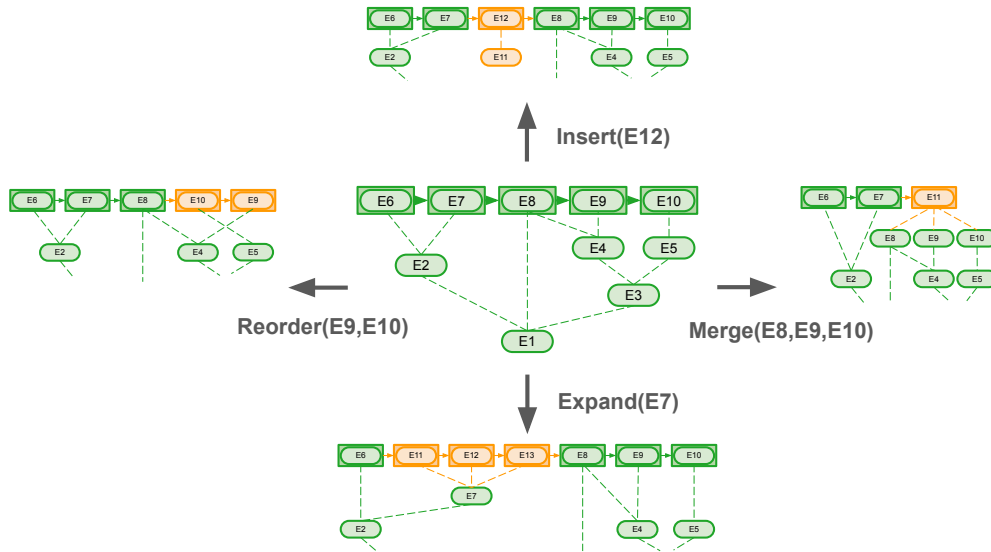 E6 E7 E12 E8 E9 E10
E2 E11 E4 E5
Insert(E12)
E6 E7 E8 E10 E9
E2 E4 E5
E6 E7 E8 E9 E10
E4 E5
E2
E3
E1
E6 E7 E11
E8 E9 E10
E2 E4 E5
Reorder(E9,E10)
Merge(E8,E9,E10)
Expand(E7)
E6 E11 E12 E13 E8 E9 E10
E7
E2 E4 E5